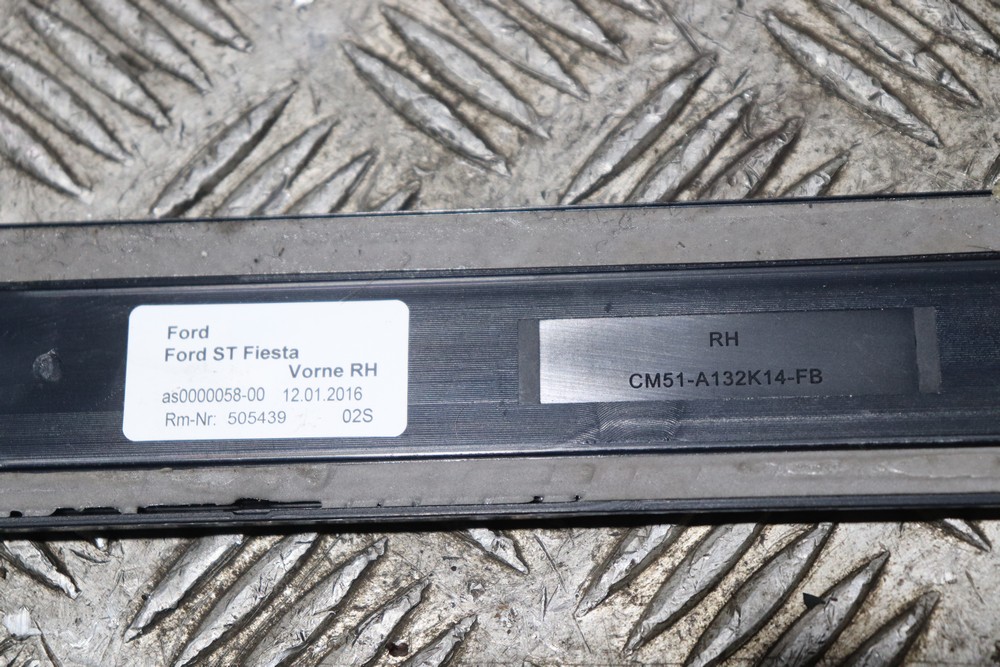 Ford
Ford ST Fiesta
Vorne RH
as0000058-00 12.01.2016
Rm-Nr: 505439 02S
RH
CM51-A132K14-FB